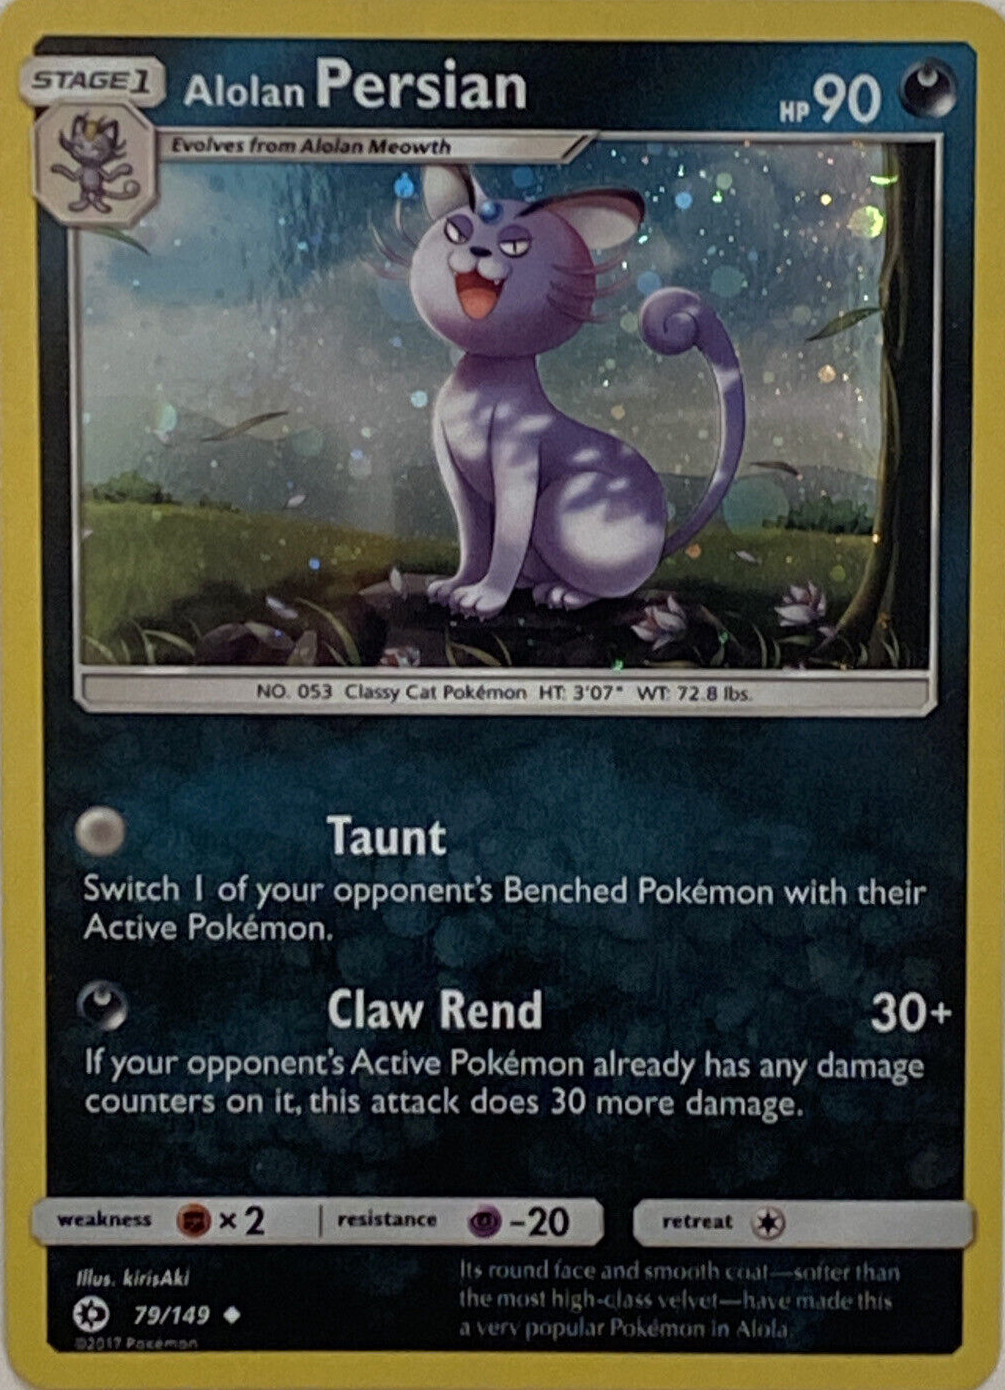 STAGE 1
Alolan Persian
HP 90
Evolves from Alolan Meowth
NO. 053 Classy Cat Pokémon HT: 3'07" WT: 72.8 lbs.
Taunt
Switch 1 of your opponent's Benched Pokémon with their
Active Pokémon.
Claw Rend 30+
If your opponent's Active Pokémon already has any damage
counters on it, this attack does 30 more damage.
weakness ×2 resistance -20 retreat
Illus. kirisAki
79/149
©2017 Pokémon
Its round face and smooth coat—softer than
the most high-class velvet—have made this
a very popular Pokémon in Alola.